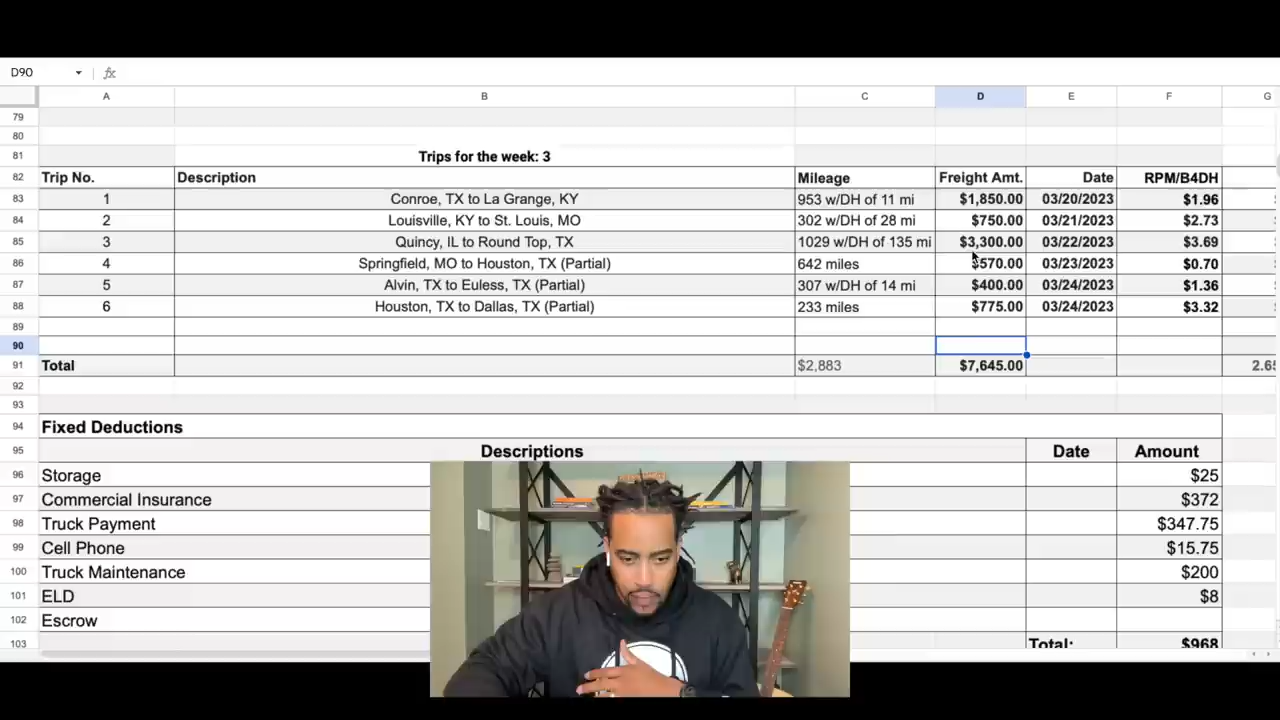 D90 fx
A B C D E F G
79
80
81 Trips for the week: 3
82 Trip No. Description Mileage Freight Amt. Date RPM/B4DH
83 1 Conroe, TX to La Grange, KY 953 w/DH of 11 mi $1,850.00 03/20/2023 $1.96
84 2 Louisville, KY to St. Louis, MO 302 w/DH of 28 mi $750.00 03/21/2023 $2.73
85 3 Quincy, IL to Round Top, TX 1029 w/DH of 135 mi $3,300.00 03/22/2023 $3.69
86 4 Springfield, MO to Houston, TX (Partial) 642 miles $570.00 03/23/2023 $0.70
87 5 Alvin, TX to Euless, TX (Partial) 307 w/DH of 14 mi $400.00 03/24/2023 $1.36
88 6 Houston, TX to Dallas, TX (Partial) 233 miles $775.00 03/24/2023 $3.32
89
90
91 Total $2,883 $7,645.00
92
93
94 Fixed Deductions
95 Descriptions Date Amount
96 Storage $25
97 Commercial Insurance $372
98 Truck Payment $347.75
99 Cell Phone $15.75
100 Truck Maintenance $200
101 ELD $8
102 Escrow
103 Total: $968